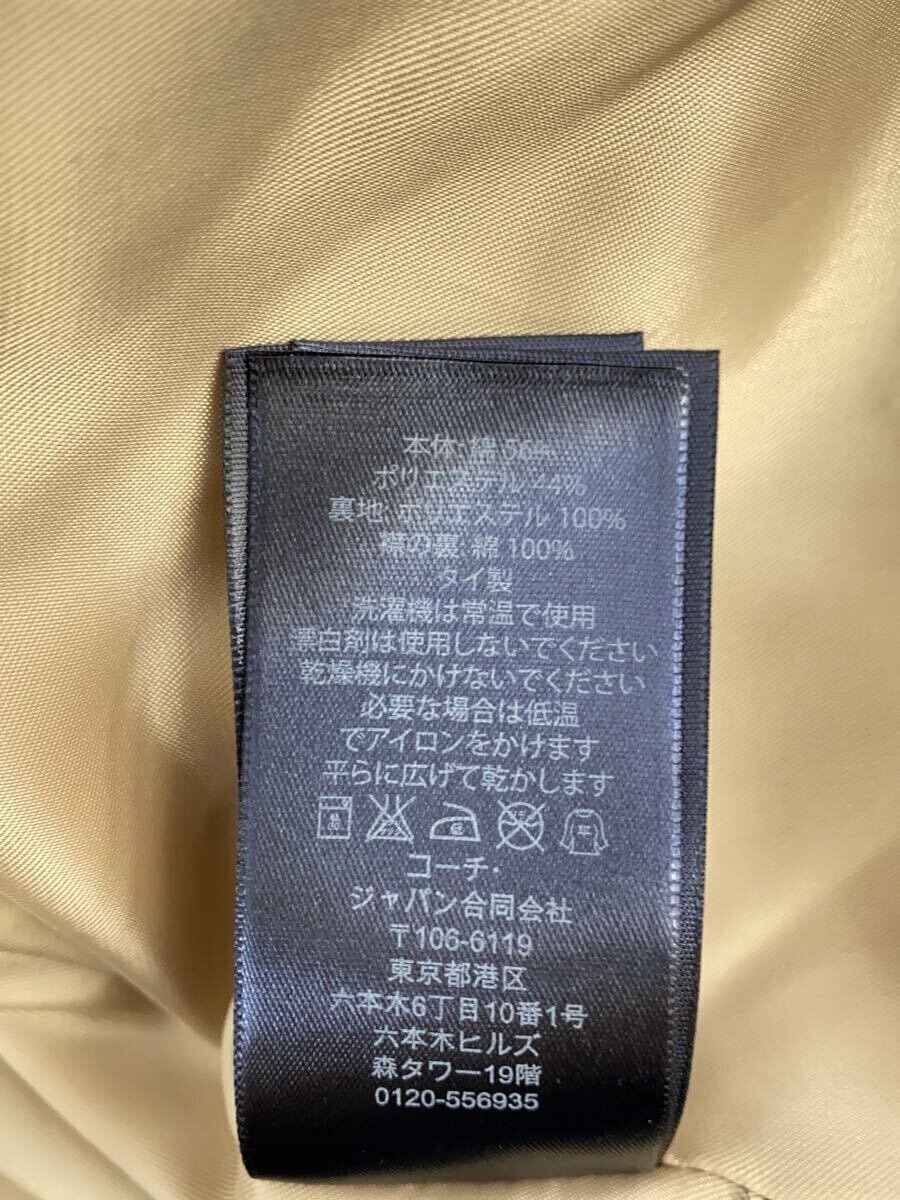 本体: 綿 56%
ポリエステル 44%
裏地: ポリエステル 100%
襟の裏: 綿 100%
タイ製
洗濯機は常温で使用
漂白剤は使用しないでください
乾燥機にかけないでください
必要な場合は低温
でアイロンをかけます
平らに広げて乾かします
低 平
コーチ・
ジャパン合同会社
〒106-6119
東京都港区
六本木6丁目10番1号
六本木ヒルズ
森タワー19階
0120-556935